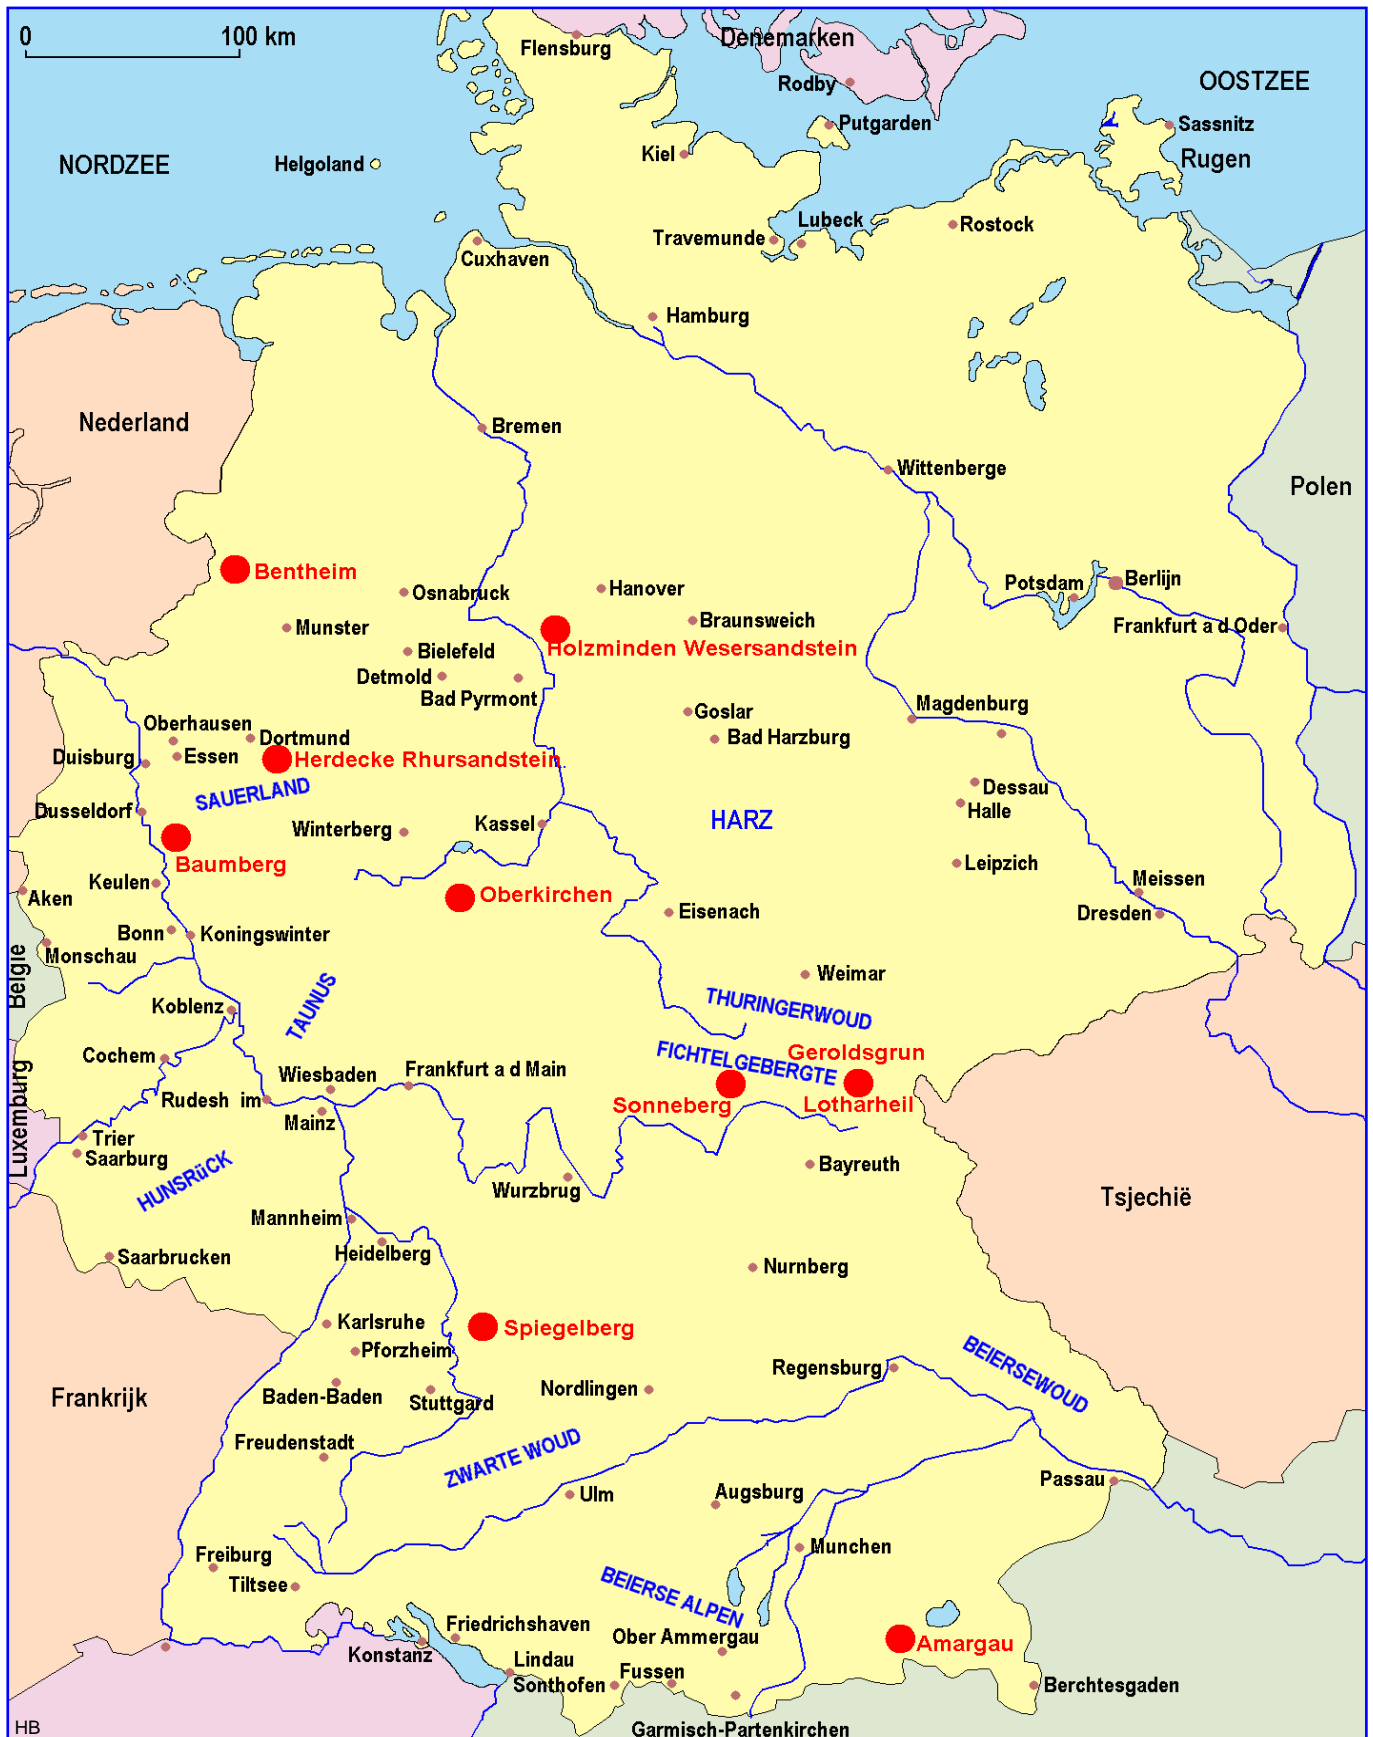 0 100 km
Flensburg
Denemarken
Rodby
OOSTZEE
Putgarden
Sassnitz
Rugen
NORDZEE
Helgoland
Kiel
Lubeck
Travemunde
Rostock
Cuxhaven
Hamburg
Nederland
Bremen
Wittenberge
Polen
Bentheim
Osnabruck
Hanover
Potsdam
Berlijn
Munster
Braunsweich
Frankfurt a d Oder
Holzminden Wesersandstein
Bielefeld
Detmold
Bad Pyrmont
Goslar
Magdenburg
Oberhausen
Dortmund
Bad Harzburg
Duisburg
Essen
Herdecke Rhursandstein
SAUERLAND
Dessau
Halle
Dusseldorf
Winterberg
Kassel
HARZ
Baumberg
Leipzich
Keulen
Meissen
Aken
Oberkirchen
Eisenach
Dresden
Bonn
Koningswinter
Monschau
Belgie
Weimar
TAUNUS
THURINGERWOUD
Koblenz
FICHTELGEBERGTE
Geroldsgrun
Cochem
Wiesbaden
Frankfurt a d Main
Luxemburg
Rudesh im
Mainz
Sonneberg
Lotharheil
Trier
Saarburg
HUNSRüCK
Wurzbrug
Bayreuth
Tsjechië
Mannheim
Heidelberg
Saarbrucken
Nurnberg
Karlsruhe
Spiegelberg
Pforzheim
BEIERSEWOUD
Frankrijk
Baden-Baden
Stuttgard
Nordlingen
Regensburg
Freudenstadt
ZWARTE WOUD
Ulm
Augsburg
Passau
Munchen
Freiburg
Tiltsee
BEIERSE ALPEN
Friedrichshaven
Ober Ammergau
Amargau
Konstanz
Lindau
Sonthofen
Fussen
Berchtesgaden
HB
Garmisch-Partenkirchen